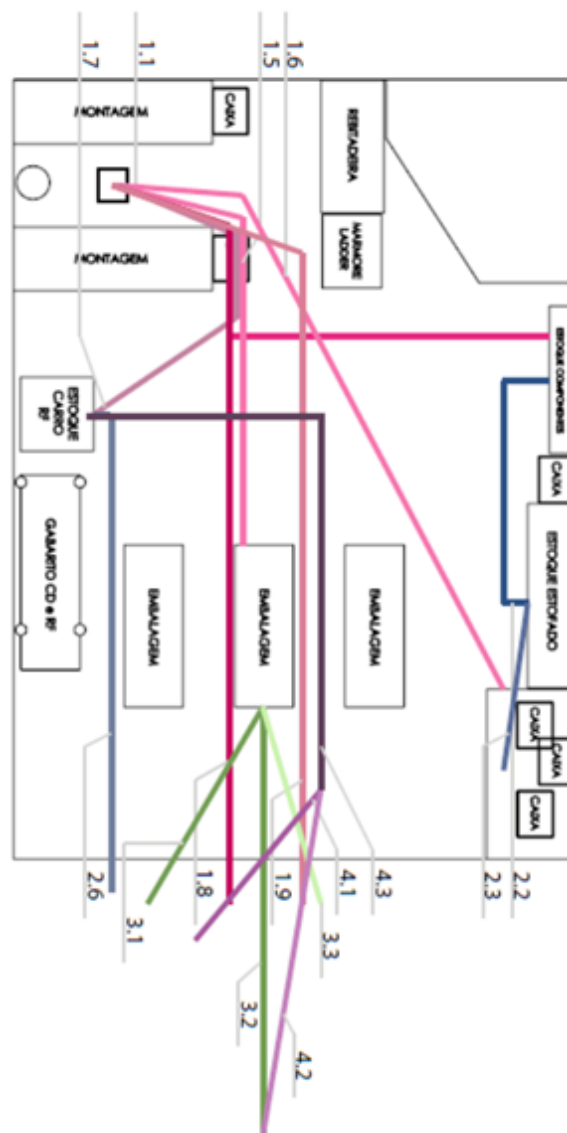 1.7
1.1
1.5
1.6
MONTAGEM
CAIXA
REBITADEIRA
MARMORE
LADDER
MONTAGEM
ESTOQUE COMPONENTES
ESTOQUE
CARRO
RF
CAIXA
GABARITO CD e RF
EMBALAGEM
EMBALAGEM
EMBALAGEM
ESTOQUE ESTOFADO
CAIXA
CAIXA
CAIXA
2.6
3.1
1.8
1.9
4.1
4.3
2.3
2.2
3.3
3.2
4.2